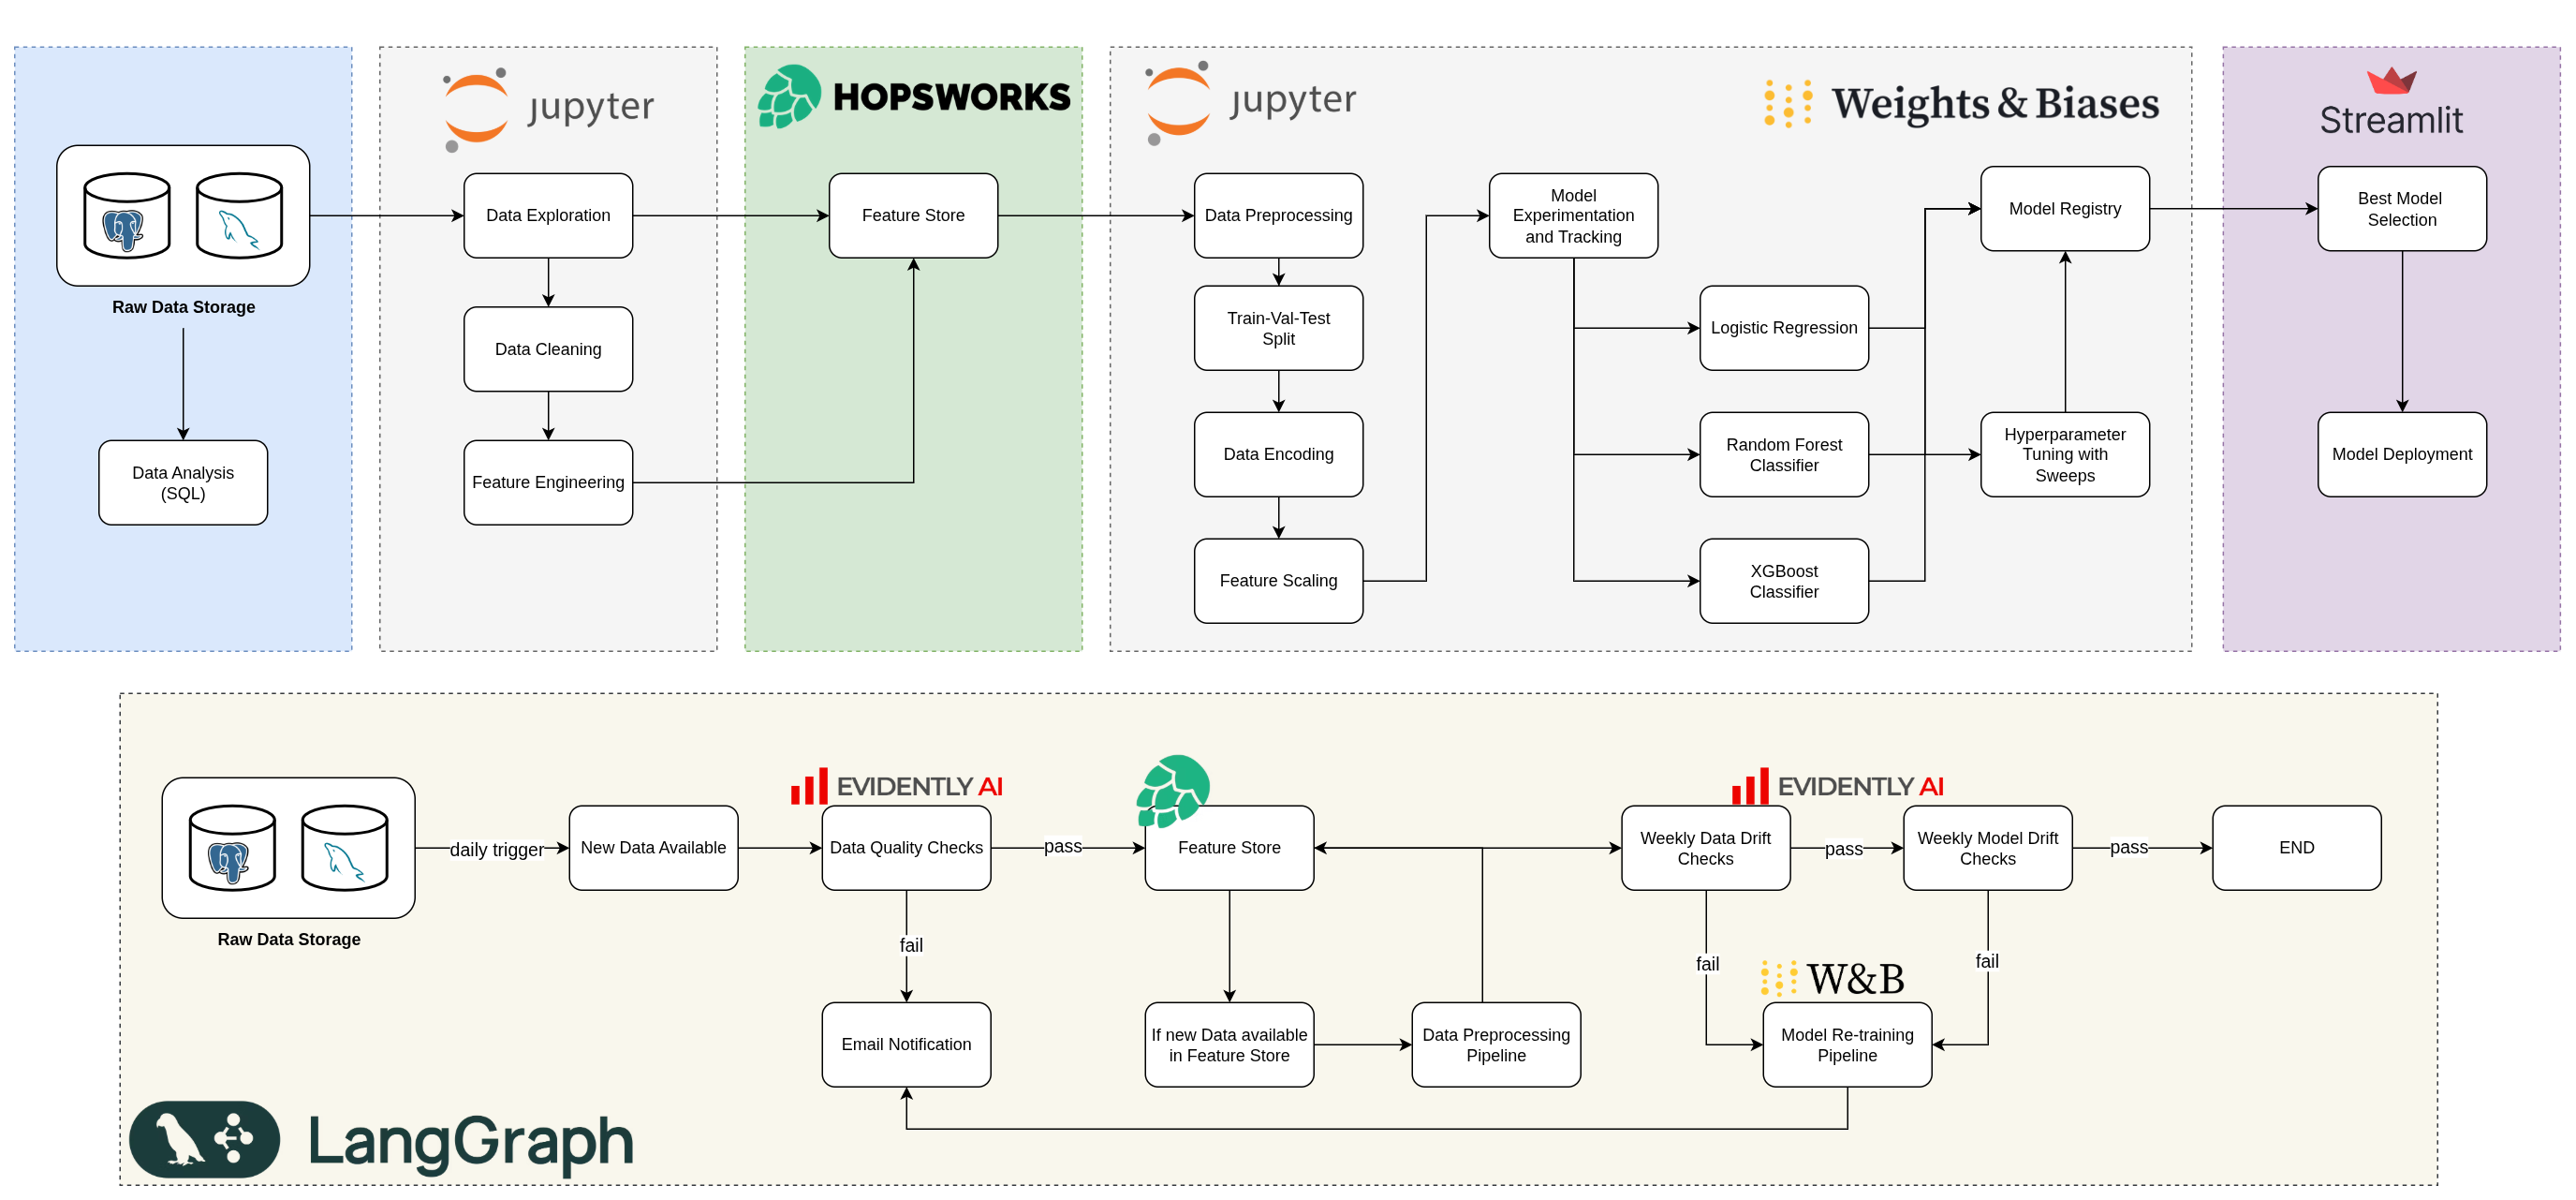 jupyter
HOPSWORKS
jupyter
Weights & Biases
Streamlit
Raw Data Storage
Data Analysis
(SQL)
Data Exploration
Data Cleaning
Feature Engineering
Feature Store
Data Preprocessing
Train-Val-Test
Split
Data Encoding
Feature Scaling
Model
Experimentation
and Tracking
Logistic Regression
Random Forest
Classifier
XGBoost
Classifier
Model Registry
Hyperparameter
Tuning with
Sweeps
Best Model
Selection
Model Deployment
Raw Data Storage
daily trigger
New Data Available
EVIDENTLY AI
Data Quality Checks
pass
fail
Email Notification
Feature Store
If new Data available
in Feature Store
Data Preprocessing
Pipeline
EVIDENTLY AI
Weekly Data Drift
Checks
pass
Weekly Model Drift
Checks
pass
END
fail
fail
W&B
Model Re-training
Pipeline
LangGraph